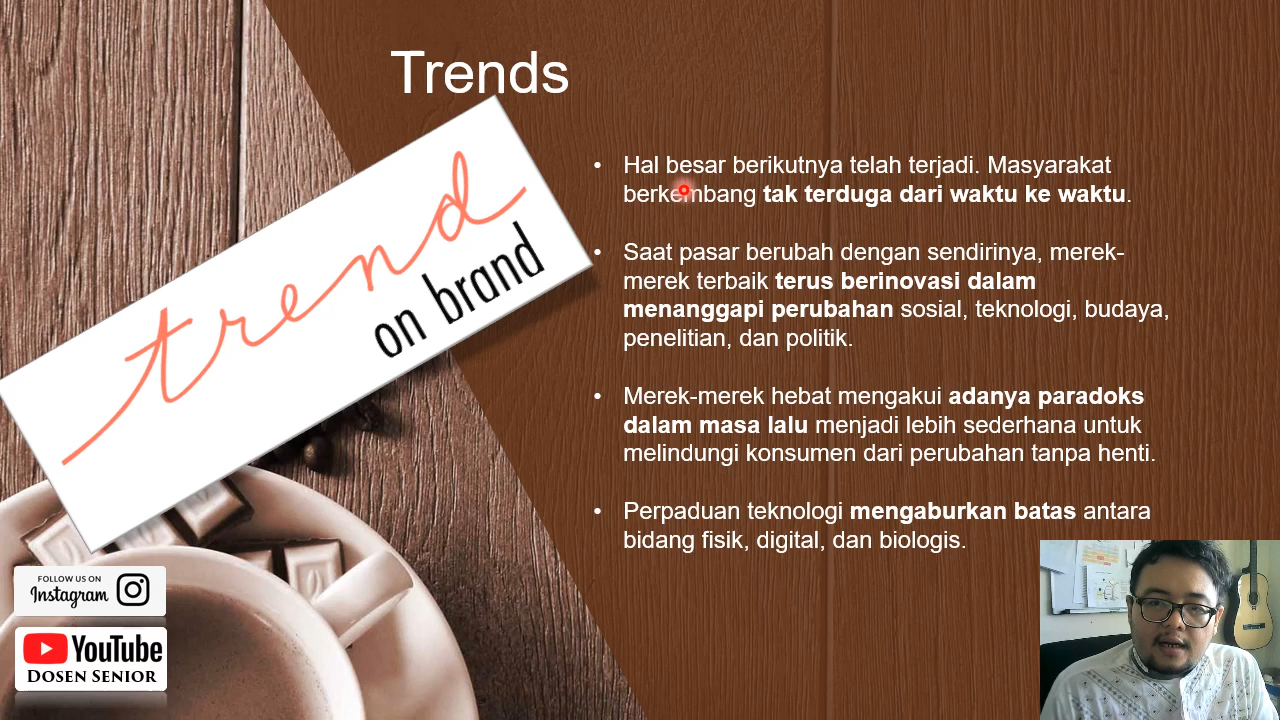 Trends
trend
on brand
• Hal besar berikutnya telah terjadi. Masyarakat
berkembang tak terduga dari waktu ke waktu.
• Saat pasar berubah dengan sendirinya, merek-
merek terbaik terus berinovasi dalam
menanggapi perubahan sosial, teknologi, budaya,
penelitian, dan politik.
• Merek-merek hebat mengakui adanya paradoks
dalam masa lalu menjadi lebih sederhana untuk
melindungi konsumen dari perubahan tanpa henti.
• Perpaduan teknologi mengaburkan batas antara
bidang fisik, digital, dan biologis.
FOLLOW US ON
Instagram
YouTube
DOSEN SENIOR